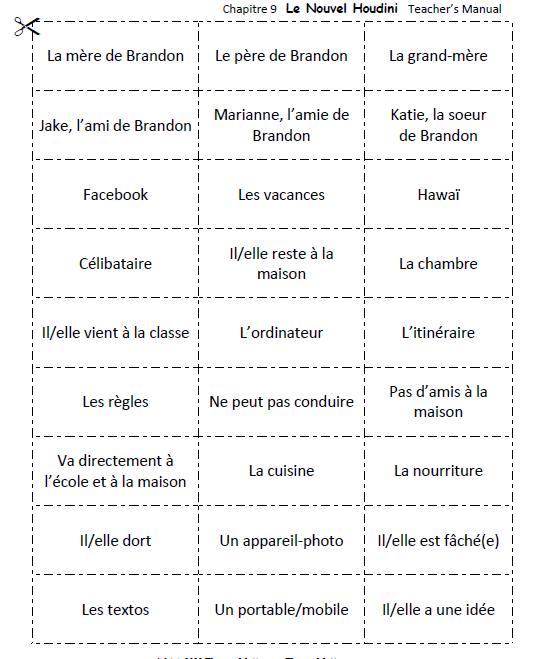 Chapitre 9 Le Nouvel Houdini Teacher's Manual
La mère de Brandon
Le père de Brandon
La grand-mère
Jake, l'ami de Brandon
Marianne, l'amie de
Brandon
Katie, la soeur
de Brandon
Facebook
Les vacances
Hawaï
Célibataire
Il/elle reste à la
maison
La chambre
Il/elle vient à la classe
L'ordinateur
L'itinéraire
Les règles
Ne peut pas conduire
Pas d'amis à la
maison
Va directement à
l'école et à la maison
La cuisine
La nourriture
Il/elle dort
Un appareil-photo
Il/elle est fâché(e)
Les textos
Un portable/mobile
Il/elle a une idée